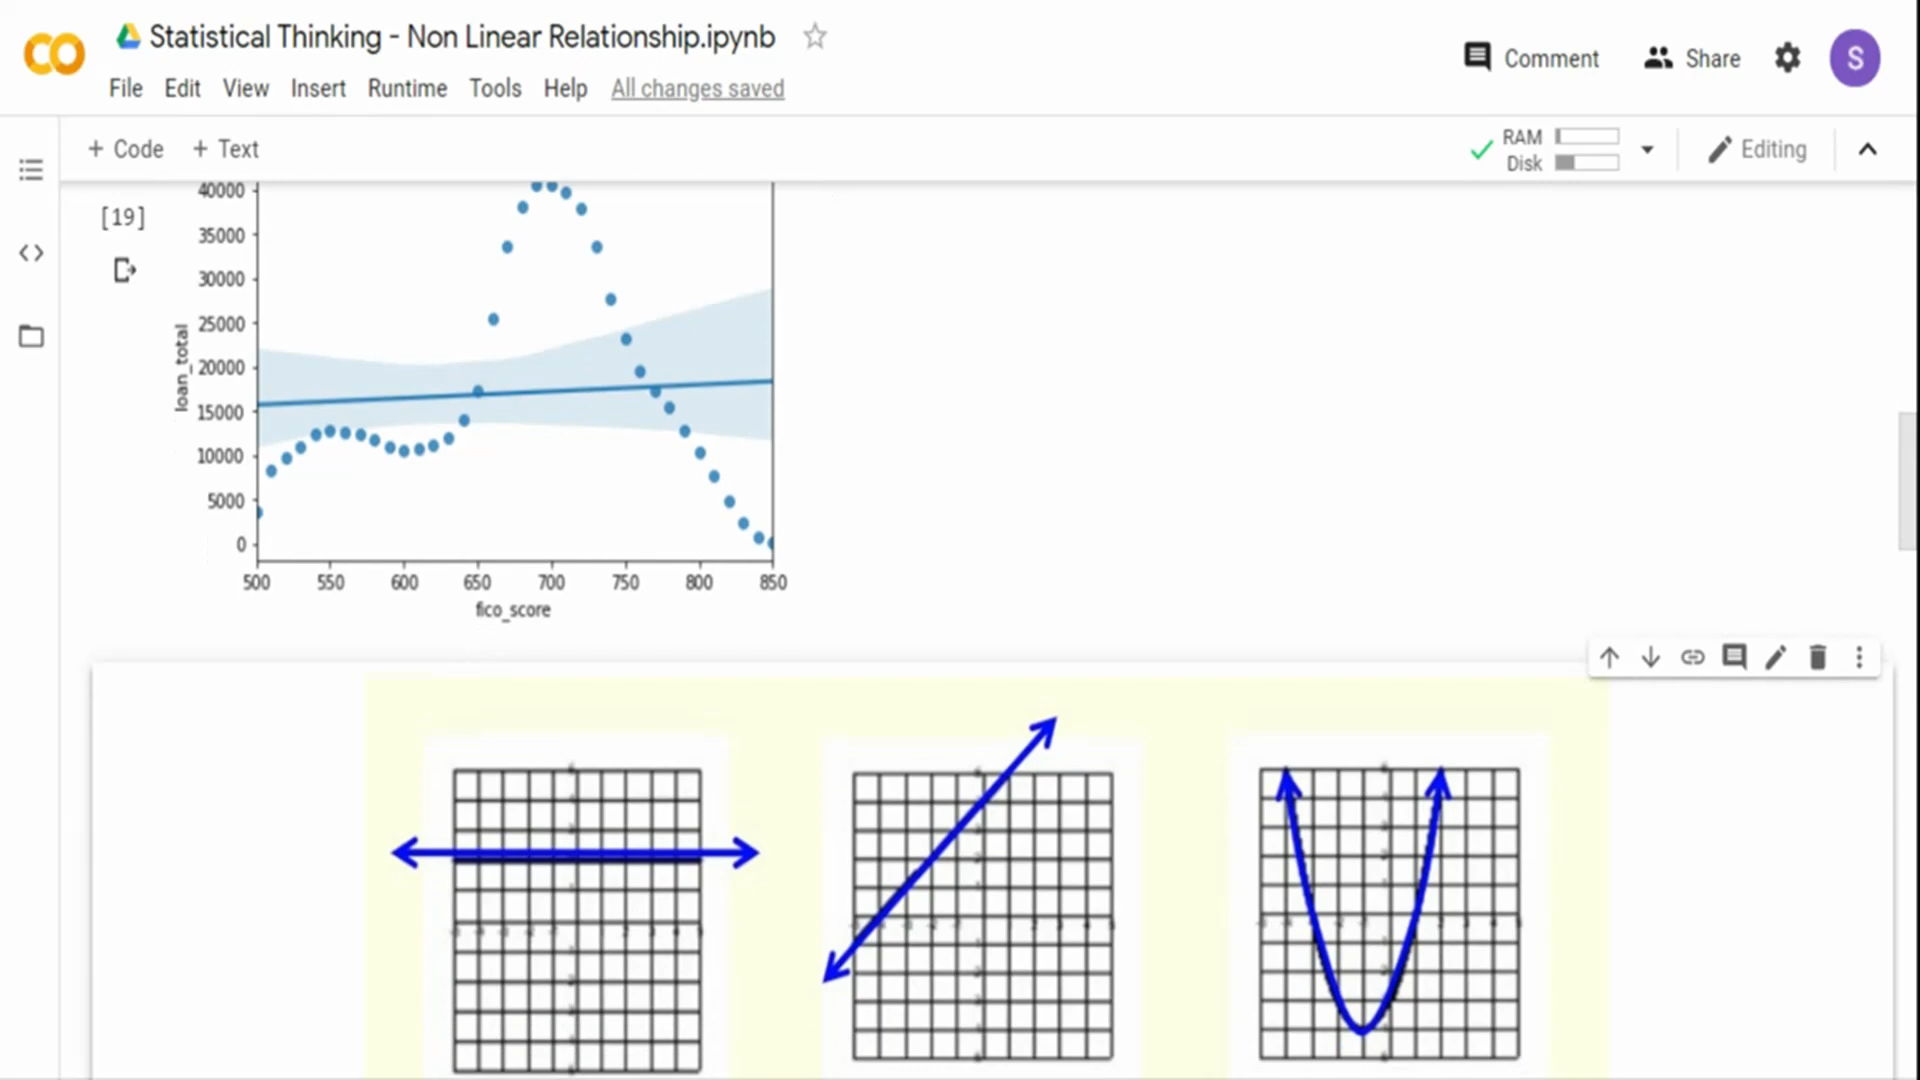 Statistical Thinking - Non Linear Relationship.ipynb
Comment
Share
S
File Edit View Insert Runtime Tools Help All changes saved
+ Code + Text
RAM
Disk
Editing
[19]
40000
35000
30000
25000
20000
15000
10000
5000
0
loan_total
500 550 600 650 700 750 800 850
fico_score